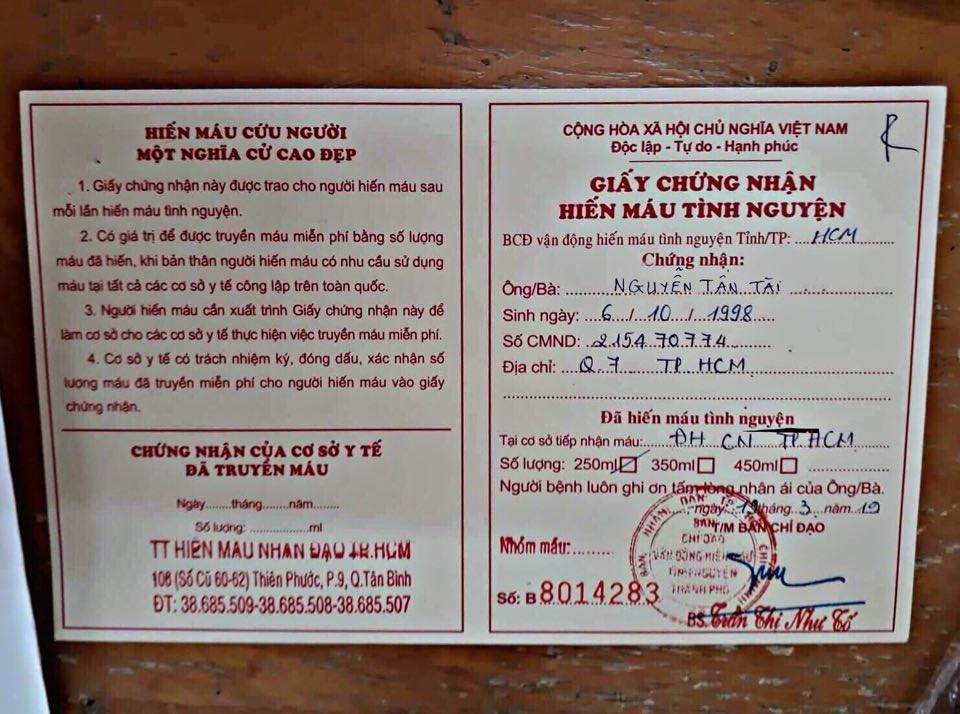 HIẾN MÁU CỨU NGƯỜI
MỘT NGHĨA CỬ CAO ĐẸP
1. Giấy chứng nhận này được trao cho người hiến máu sau
mỗi lần hiến máu tình nguyện.
2. Có giá trị để được truyền máu miễn phí bằng số lượng
máu đã hiến, khi bản thân người hiến máu có nhu cầu sử dụng
máu tại tất cả các cơ sở y tế công lập trên toàn quốc.
3. Người hiến máu cần xuất trình Giấy chứng nhận này để
làm cơ sở cho các cơ sở y tế thực hiện việc truyền máu miễn phí.
4. Cơ sở y tế có trách nhiệm ký, đóng dấu, xác nhận số
lượng máu đã truyền miễn phí cho người hiến máu vào giấy
chứng nhận.
CHỨNG NHẬN CỦA CƠ SỞ Y TẾ
ĐÃ TRUYỀN MÁU
Ngày........tháng.......năm.........
Số lượng: ....................ml
TT HIẾN MÁU NHÂN ĐẠO TP.HCM
106 (Số Cũ 60-62) Thiên Phước, P.9, Q.Tân Bình
ĐT: 38.685.509-38.685.508-38.685.507
CỘNG HÒA XÃ HỘI CHỦ NGHĨA VIỆT NAM
Độc lập - Tự do - Hạnh phúc
GIẤY CHỨNG NHẬN
HIẾN MÁU TÌNH NGUYỆN
BCĐ vận động hiến máu tình nguyện Tỉnh/TP: HCM
Chứng nhận:
Ông/Bà: NGUYỄN TẤN TÀI
Sinh ngày: 6 / 10 / 1998
Số CMND: 215470774
Địa chỉ: Q.7 TP HCM
Đã hiến máu tình nguyện
Tại cơ sở tiếp nhận máu: ĐH CN TP.HCM
Số lượng: 250ml 350ml 450ml
Người bệnh luôn ghi ơn tấm lòng nhân ái của Ông/Bà.
ngày 19 tháng 3 năm 19
T/M BAN CHỈ ĐẠO
BAN
CHỈ ĐẠO
VẬN ĐỘNG HIẾN MÁU
TÌNH NGUYỆN
THÀNH PHỐ
Nhóm máu:
Số: B 8014283
BS. Trần Thị Như Tố